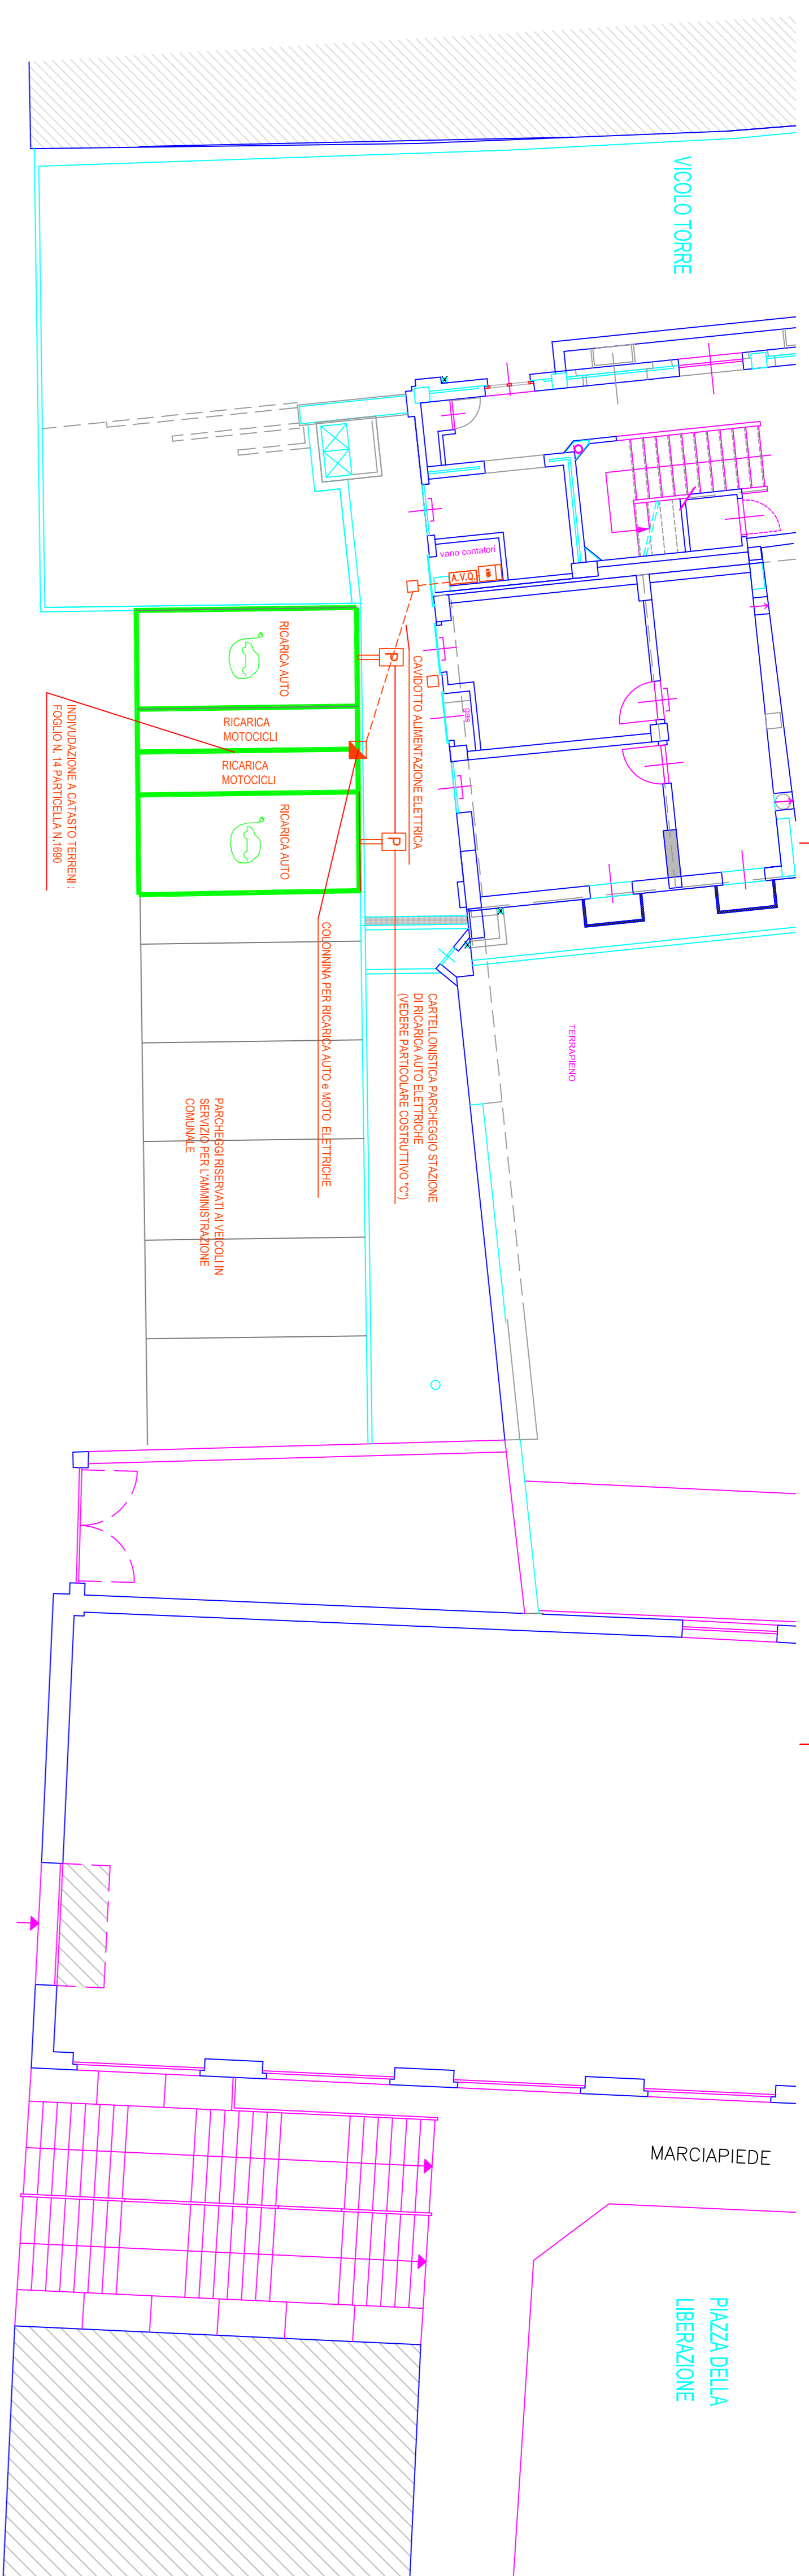 VICOLO TORRE
vano contatori
A.V.Q.
RICARICA AUTO
P
RICARICA
MOTOCICLI
RICARICA
MOTOCICLI
RICARICA AUTO
P
gas
CAVIDOTTO ALIMENTAZIONE ELETTRICA
INDIVUDAZIONE A CATASTO TERRENI :
FOGLIO N. 14 PARTICELLA N.1690
COLONNINA PER RICARICA AUTO e MOTO ELETTRICHE
CARTELLONISTICA PARCHEGGIO STAZIONE
DI RICARICA AUTO ELETTRICHE
(VEDERE PARTICOLARE COSTRUTTIVO "C")
TERRAPIENO
PARCHEGGI RISERVATI AI VEICOLI IN
SERVIZIO PER L'AMMINISTRAZIONE
COMUNALE
MARCIAPIEDE
PIAZZA DELLA
LIBERAZIONE